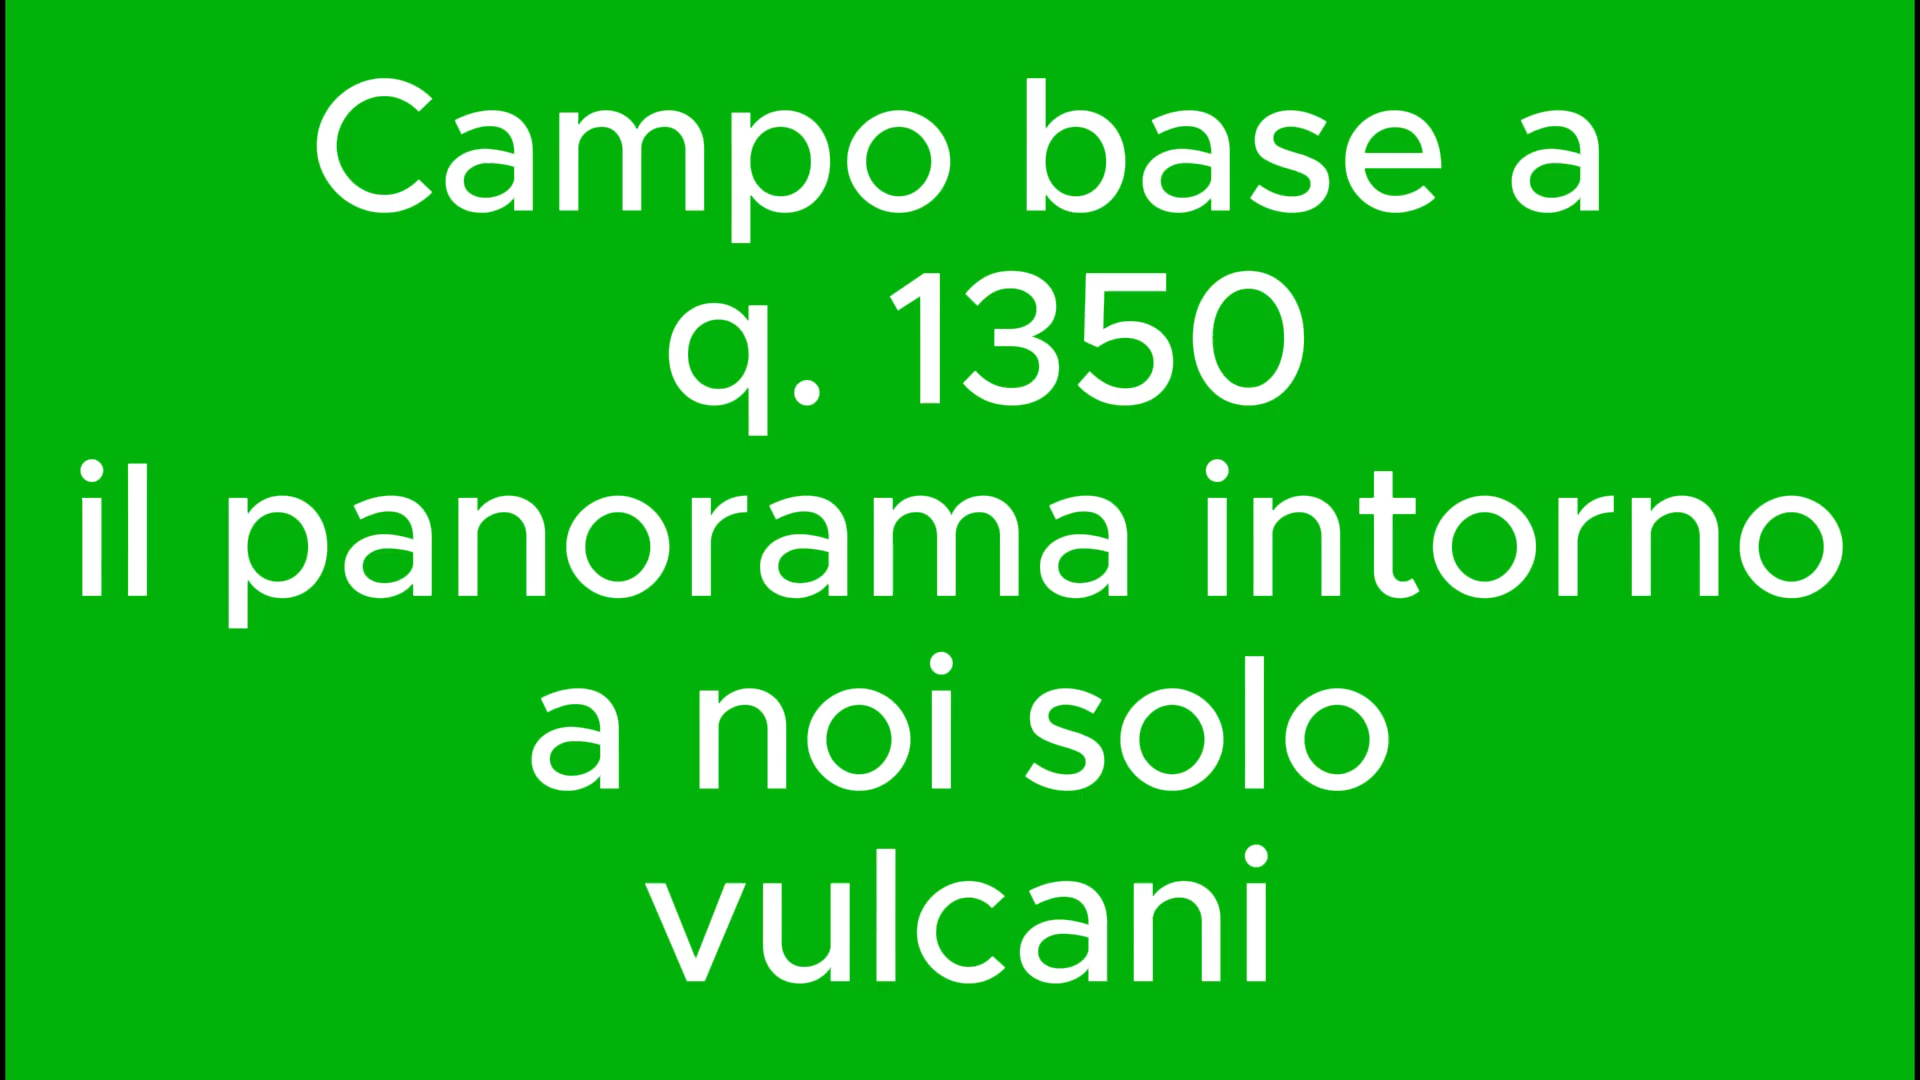 Campo base a
q. 1350
il panorama intorno
a noi solo
vulcani